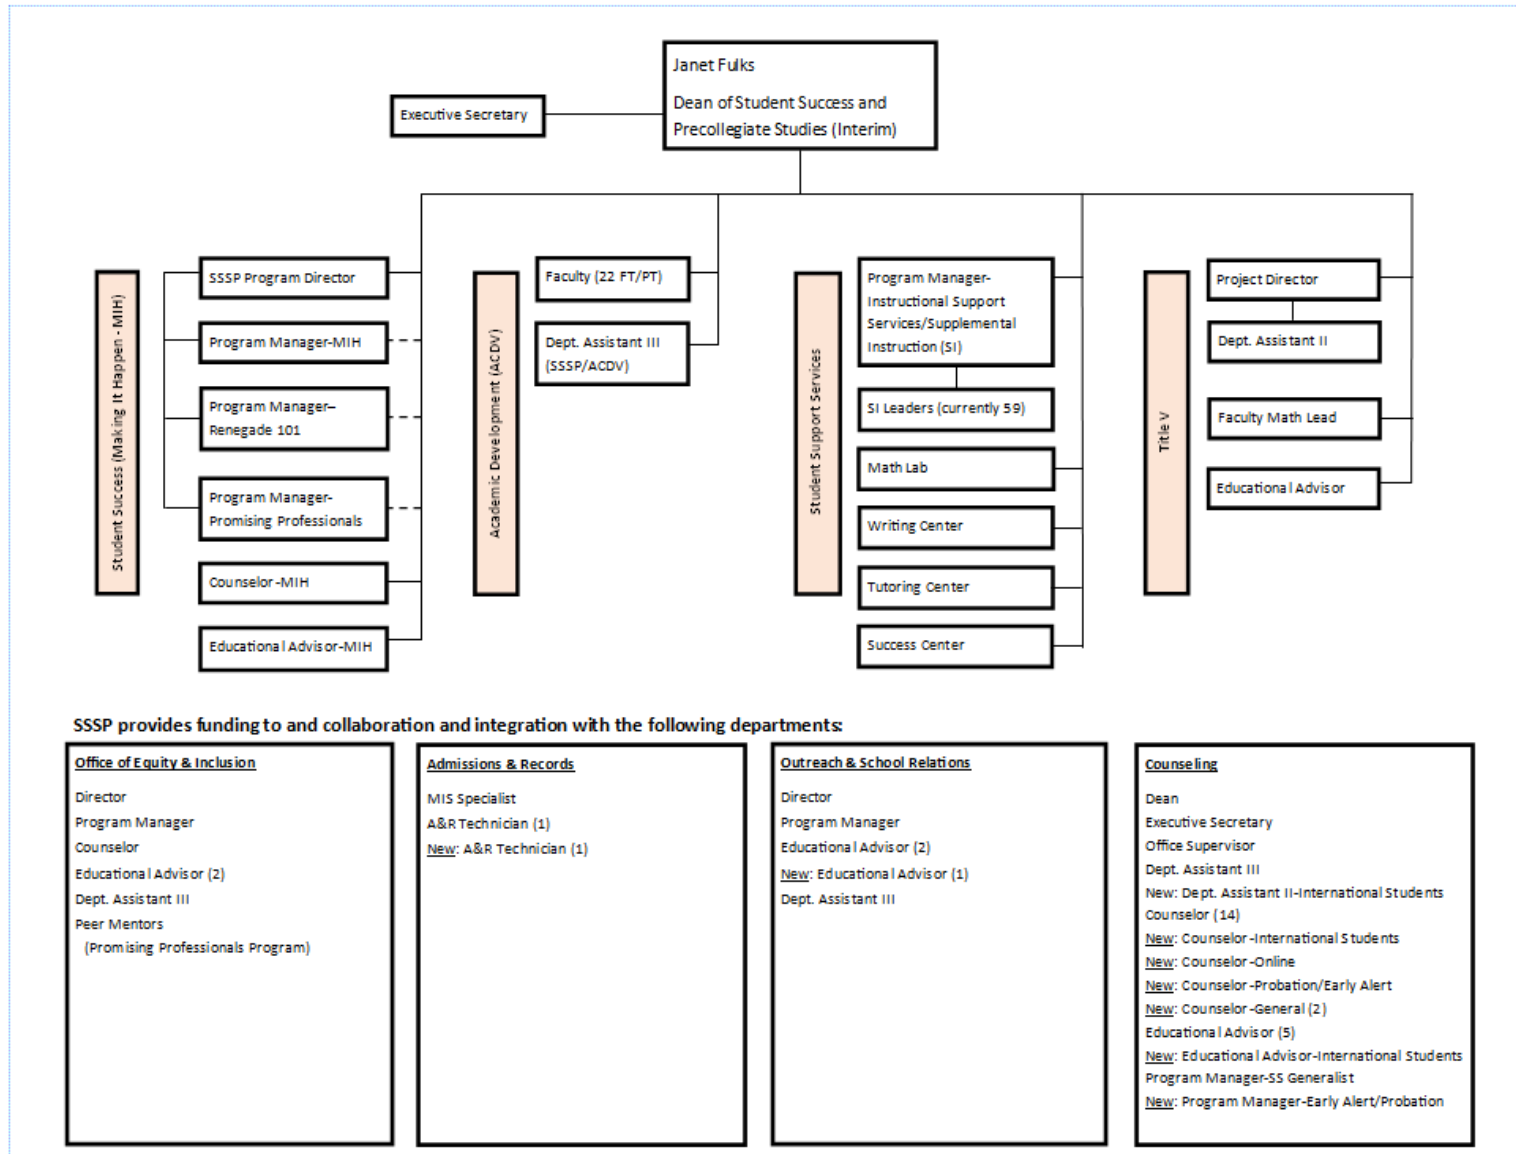 Janet Fulks
Dean of Student Success and
Precollegiate Studies (Interim)
Executive Secretary
Student Success (Making It Happen - MIH)
SSSP Program Director
Program Manager-MIH
Program Manager–
Renegade 101
Program Manager-
Promising Professionals
Counselor-MIH
Educational Advisor-MIH
Academic Development (ACDV)
Faculty (22 FT/PT)
Dept. Assistant III
(SSSP/ACDV)
Student Support Services
Program Manager-
Instructional Support
Services/Supplemental
Instruction (SI)
SI Leaders (currently 59)
Math Lab
Writing Center
Tutoring Center
Success Center
Title V
Project Director
Dept. Assistant II
Faculty Math Lead
Educational Advisor
SSSP provides funding to and collaboration and integration with the following departments:
Office of Equity & Inclusion
Director
Program Manager
Counselor
Educational Advisor (2)
Dept. Assistant III
Peer Mentors
(Promising Professionals Program)
Admissions & Records
MIS Specialist
A&R Technician (1)
New: A&R Technician (1)
Outreach & School Relations
Director
Program Manager
Educational Advisor (2)
New: Educational Advisor (1)
Dept. Assistant III
Counseling
Dean
Executive Secretary
Office Supervisor
Dept. Assistant III
New: Dept. Assistant II-International Students
Counselor (14)
New: Counselor-International Students
New: Counselor-Online
New: Counselor-Probation/Early Alert
New: Counselor-General (2)
Educational Advisor (5)
New: Educational Advisor-International Students
Program Manager-SS Generalist
New: Program Manager-Early Alert/Probation